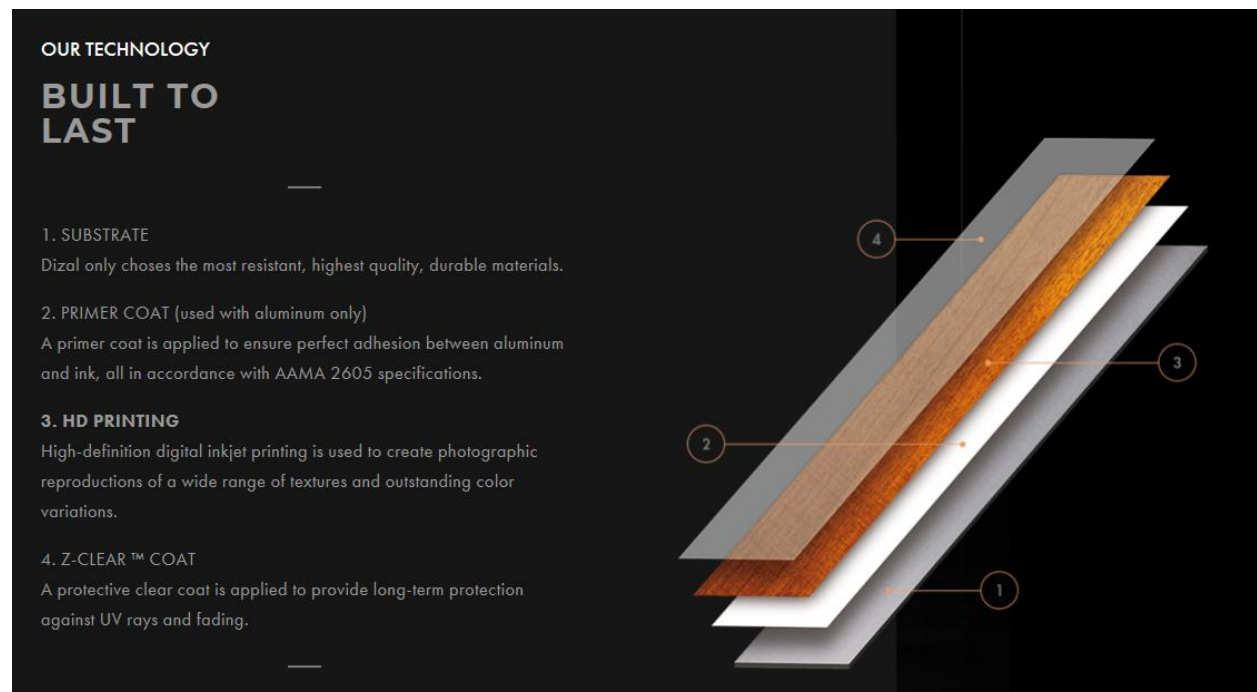 OUR TECHNOLOGY
BUILT TO
LAST
1. SUBSTRATE
Dizal only choses the most resistant, highest quality, durable materials.
2. PRIMER COAT (used with aluminum only)
A primer coat is applied to ensure perfect adhesion between aluminum
and ink, all in accordance with AAMA 2605 specifications.
3. HD PRINTING
High-definition digital inkjet printing is used to create photographic
reproductions of a wide range of textures and outstanding color
variations.
4. Z-CLEAR ™ COAT
A protective clear coat is applied to provide long-term protection
against UV rays and fading.
4
3
2
1